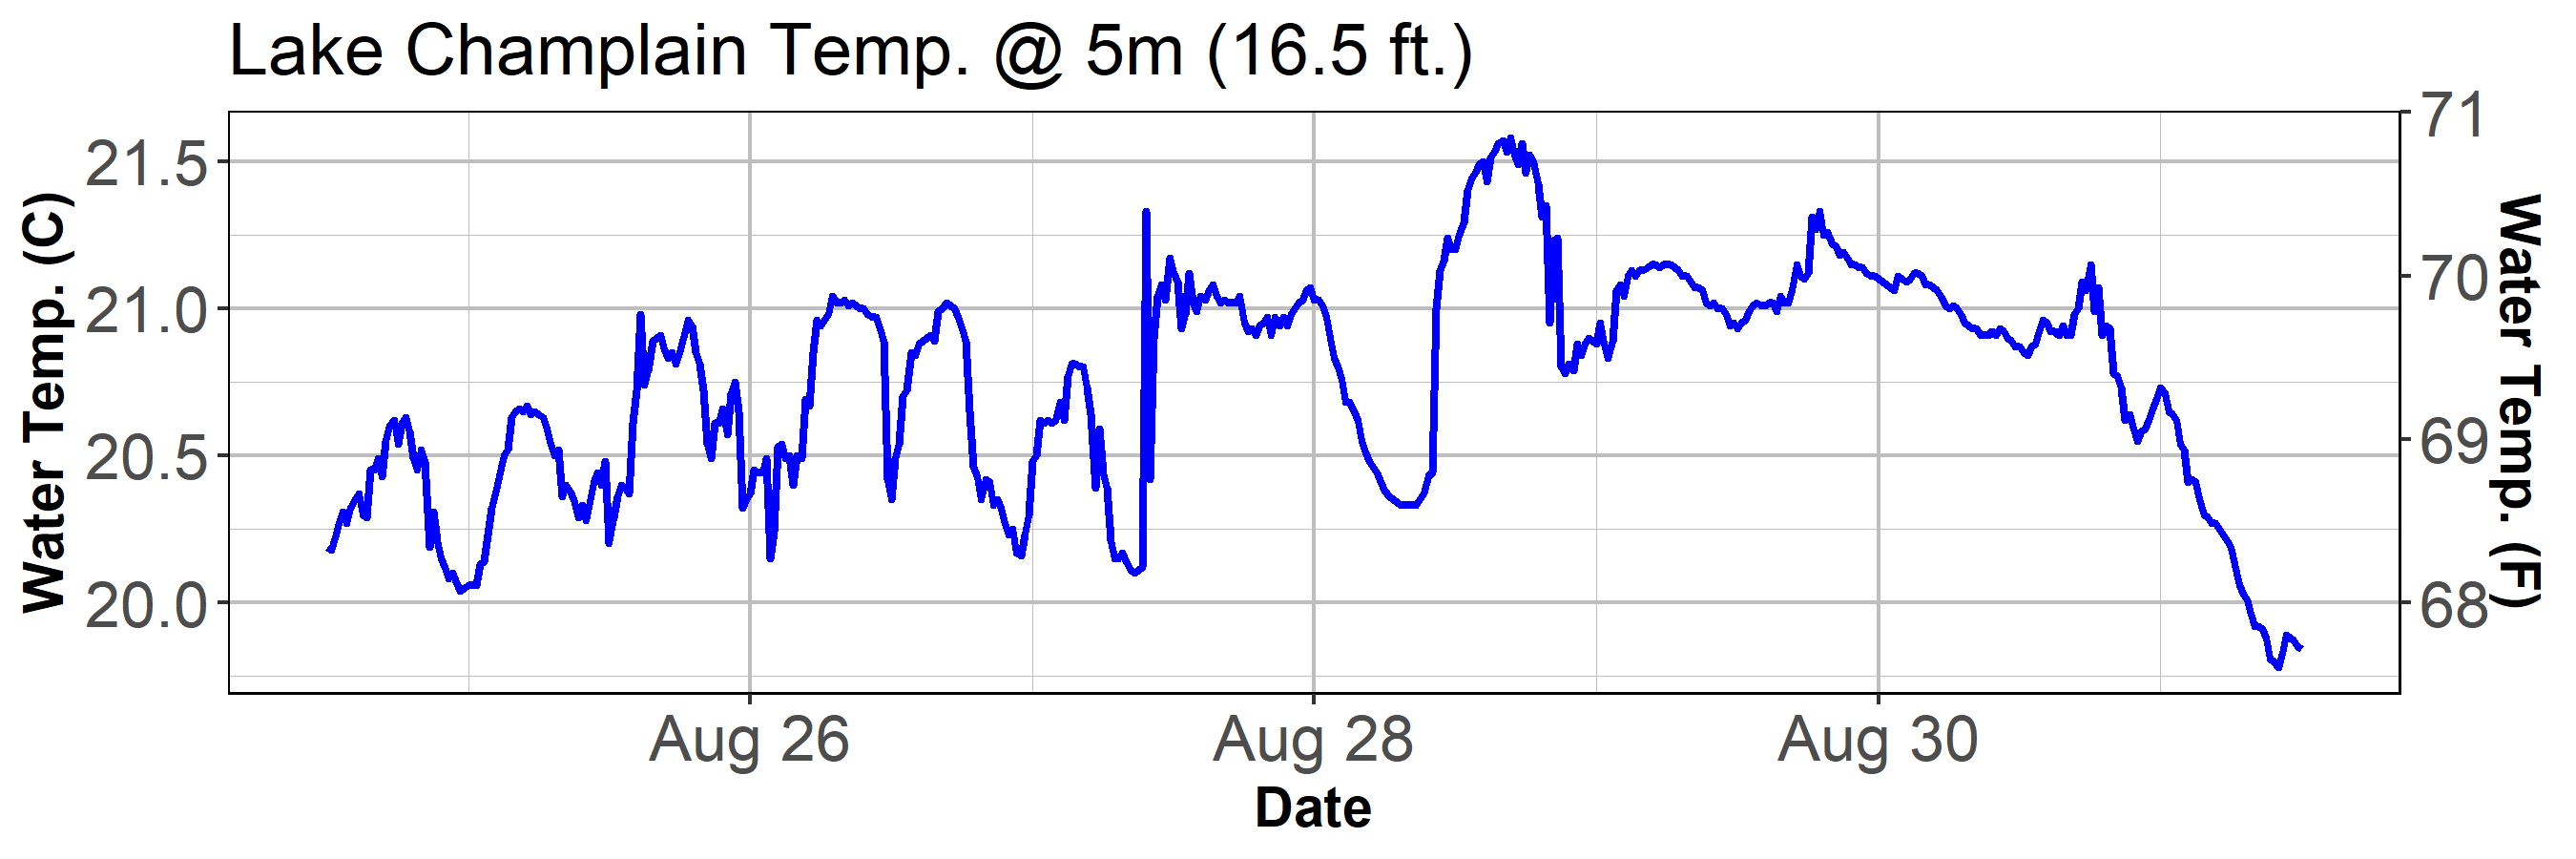 Lake Champlain Temp. @ 5m (16.5 ft.)
Water Temp. (C)
21.5
21.0
20.5
20.0
71
70
69
68
Water Temp. (F)
Aug 26 Aug 28 Aug 30
Date